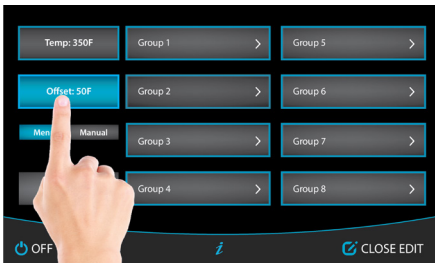 Temp: 350F
Group 1
Group 5
Offset: 50F
Group 2
Group 6
Manual
Group 3
Group 7
Group 4
Group 8
OFF
i
CLOSE EDIT